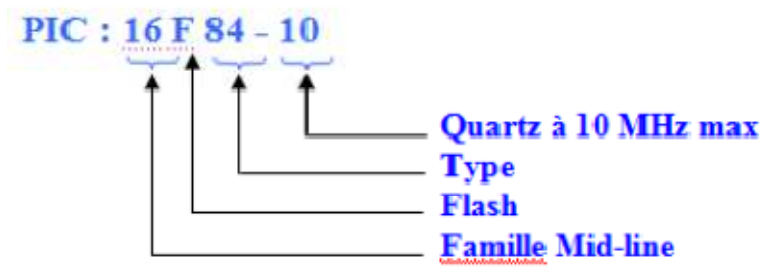 PIC : 16 F 84 - 10
Quartz à 10 MHz max
Type
Flash
Famille Mid-line